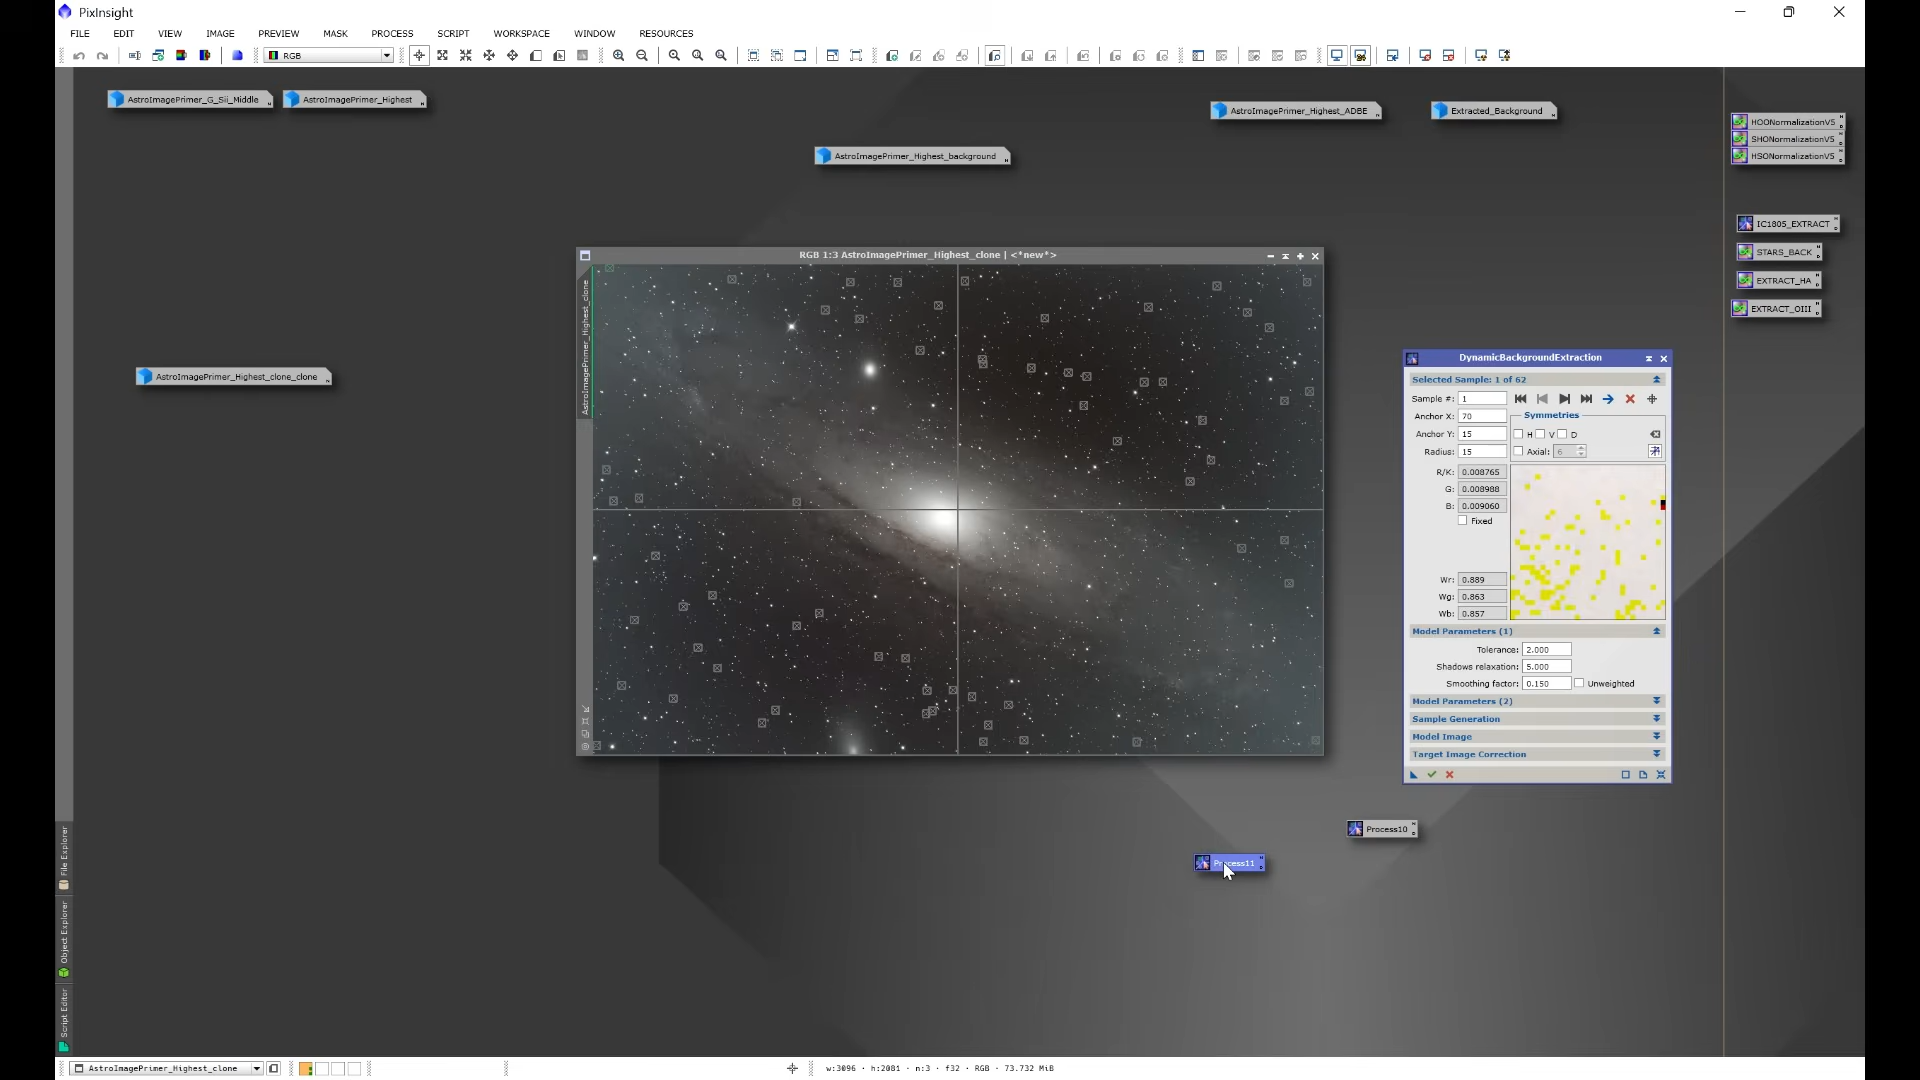 PixInsight
FILE EDIT VIEW IMAGE PREVIEW MASK PROCESS SCRIPT WORKSPACE WINDOW RESOURCES
RGB
AstroImagePrimer_G_Sii_Middle
AstroImagePrimer_Highest
AstroImagePrimer_Highest_ADBE
Extracted_Background
AstroImagePrimer_Highest_background
HOONormalizationV5
SHONormalizationV5
HSONormalizationV5
IC1805_EXTRACT
STARS_BACK
EXTRACT_HA
EXTRACT_OIII
RGB 1:3 AstroImagePrimer_Highest_clone | <*new*>
AstroImagePrimer_Highest_clone
AstroImagePrimer_Highest_clone_clone
DynamicBackgroundExtraction
Selected Sample: 1 of 62
Sample #: 1
Anchor X: 70
Symmetries
Anchor Y: 15
H V D
Radius: 15
Axial: 6
R/K: 0.008765
G: 0.008988
B: 0.009060
Fixed
Wr: 0.889
Wg: 0.863
Wb: 0.857
Model Parameters (1)
Tolerance: 2.000
Shadows relaxation: 5.000
Smoothing factor: 0.150 Unweighted
Model Parameters (2)
Sample Generation
Model Image
Target Image Correction
Process10
Process11
File Explorer
Object Explorer
Script Editor
AstroImagePrimer_Highest_clone
w:3096 · h:2081 · n:3 · f32 · RGB · 73.732 MiB